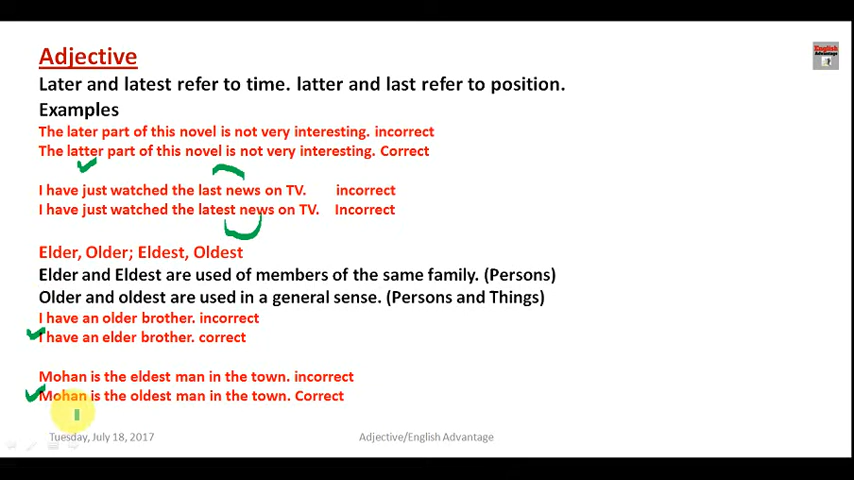 Adjective
English
Advantage
Later and latest refer to time. latter and last refer to position.
Examples
The later part of this novel is not very interesting. incorrect
The latter part of this novel is not very interesting. Correct
I have just watched the last news on TV. incorrect
I have just watched the latest news on TV. Incorrect
Elder, Older; Eldest, Oldest
Elder and Eldest are used of members of the same family. (Persons)
Older and oldest are used in a general sense. (Persons and Things)
I have an older brother. incorrect
I have an elder brother. correct
Mohan is the eldest man in the town. incorrect
Mohan is the oldest man in the town. Correct
Tuesday, July 18, 2017
Adjective/English Advantage